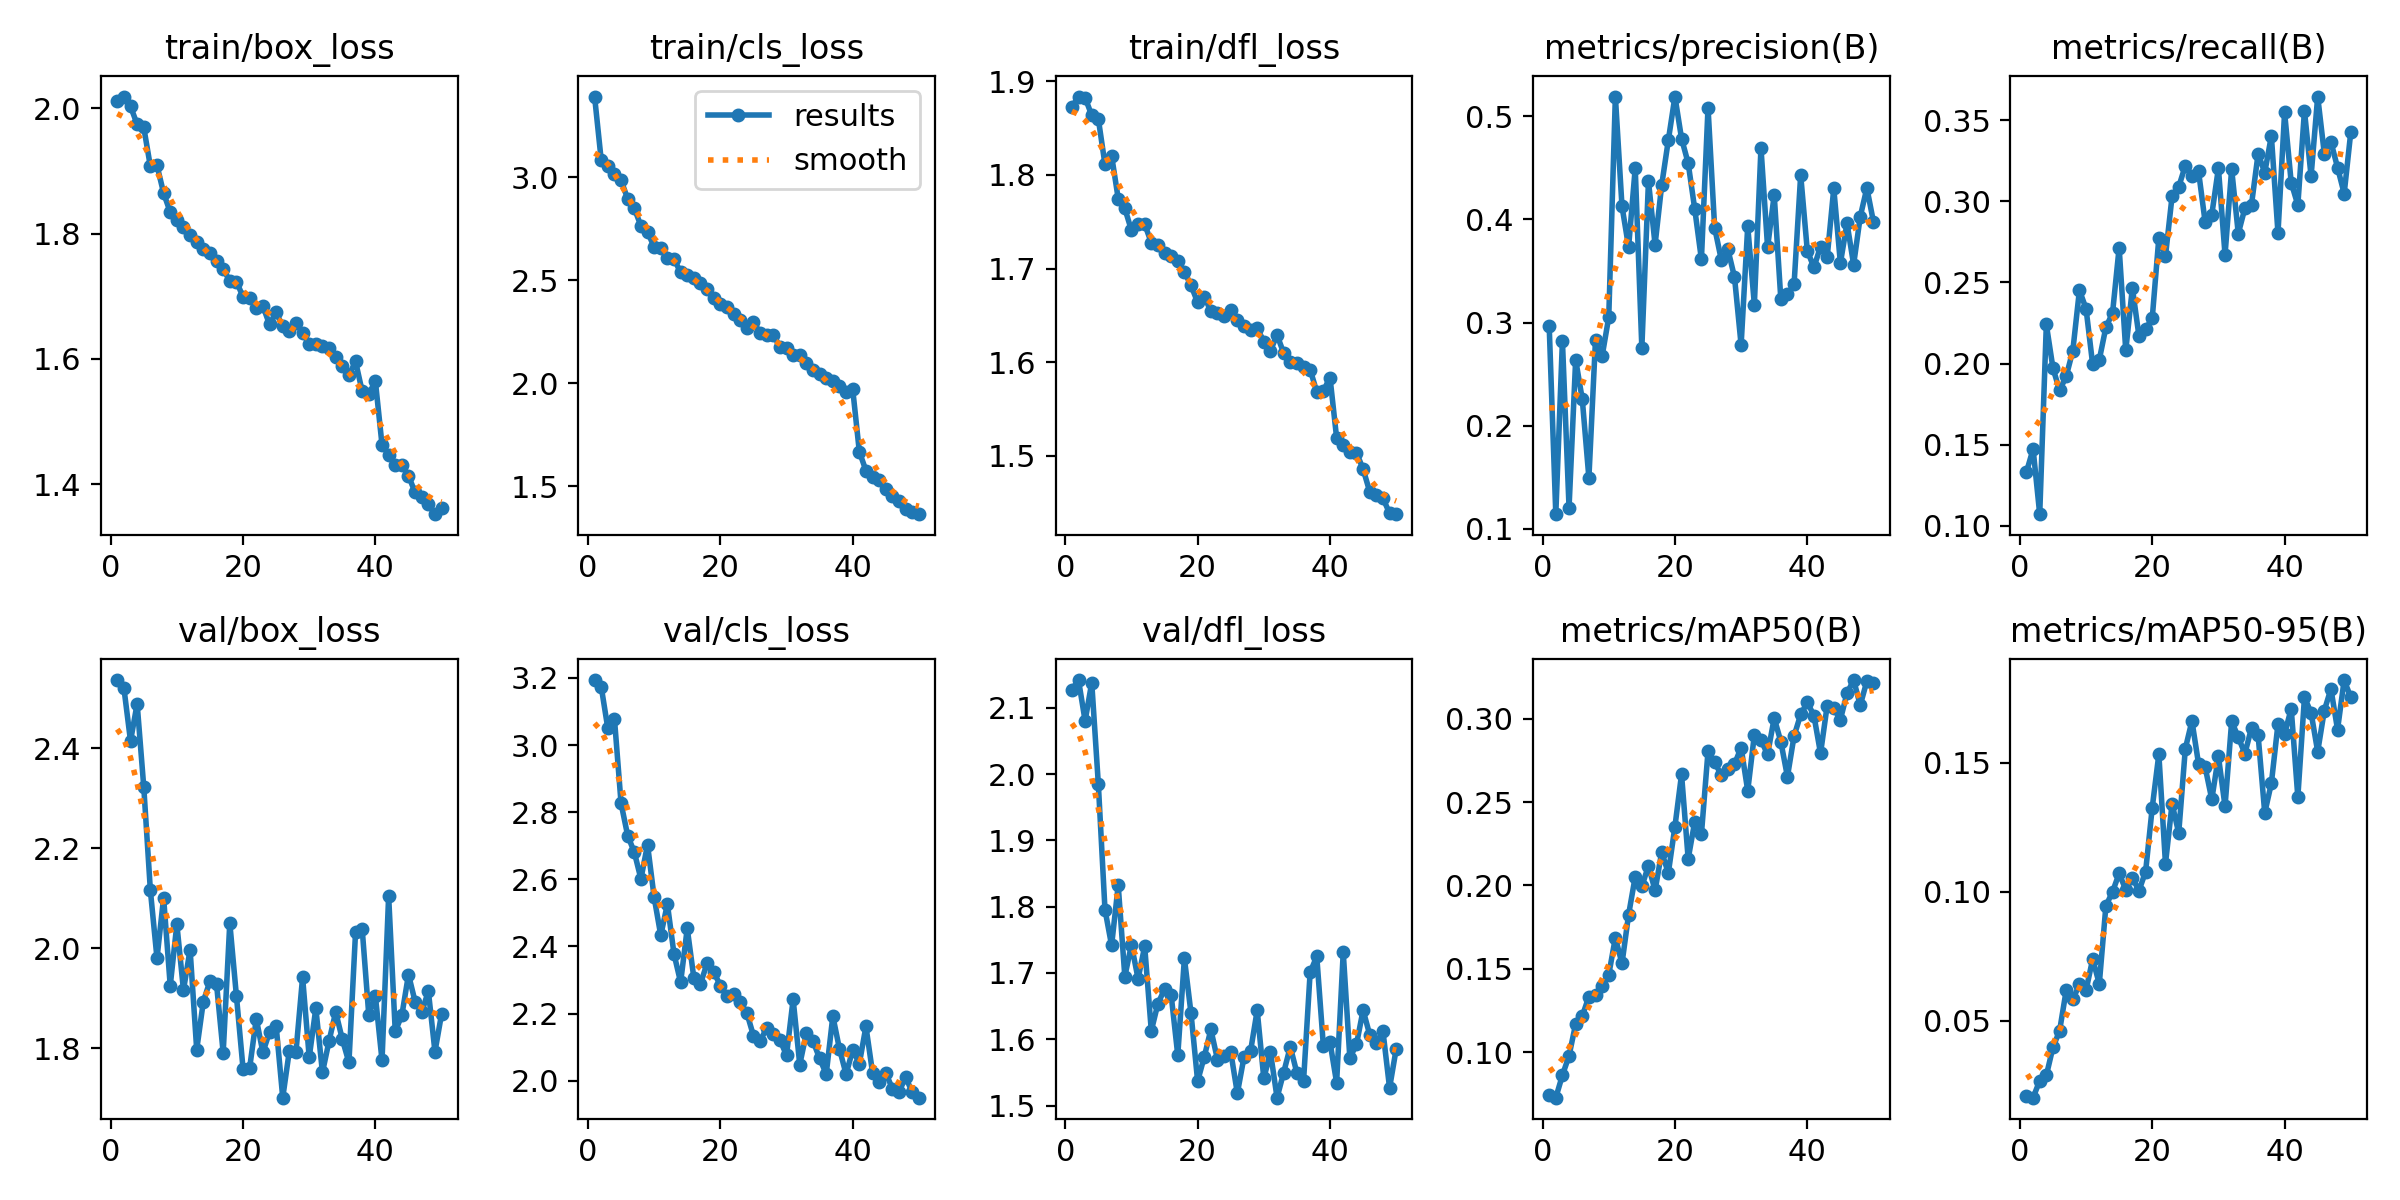 train/box_loss
2.0
1.8
1.6
1.4
0 20 40
train/cls_loss
results
smooth
3.0
2.5
2.0
1.5
0 20 40
train/dfl_loss
1.9
1.8
1.7
1.6
1.5
0 20 40
metrics/precision(B)
0.5
0.4
0.3
0.2
0.1
0 20 40
metrics/recall(B)
0.35
0.30
0.25
0.20
0.15
0.10
0 20 40
val/box_loss
2.4
2.2
2.0
1.8
0 20 40
val/cls_loss
3.2
3.0
2.8
2.6
2.4
2.2
2.0
0 20 40
val/dfl_loss
2.1
2.0
1.9
1.8
1.7
1.6
1.5
0 20 40
metrics/mAP50(B)
0.30
0.25
0.20
0.15
0.10
0 20 40
metrics/mAP50-95(B)
0.15
0.10
0.05
0 20 40